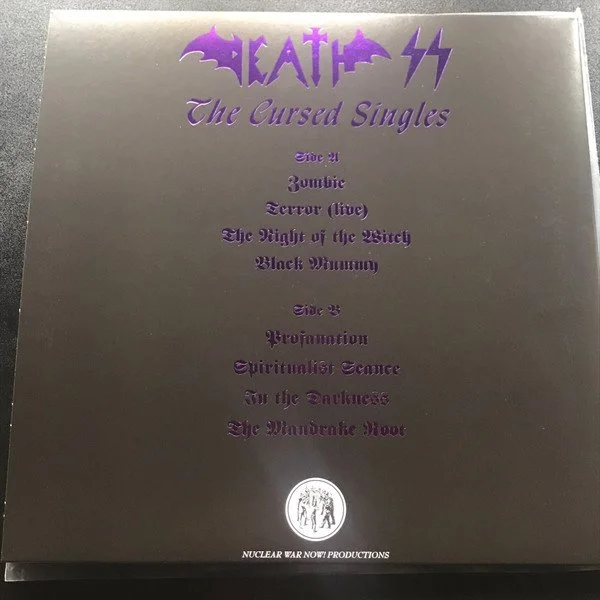 DEATH SS
The Cursed Singles
Side A
Zombie
Terror (live)
The Night of the Witch
Black Mummy
Side B
Profanation
Spiritualist Seance
In the Darkness
The Mandrake Root
NUCLEAR WAR NOW! PRODUCTIONS